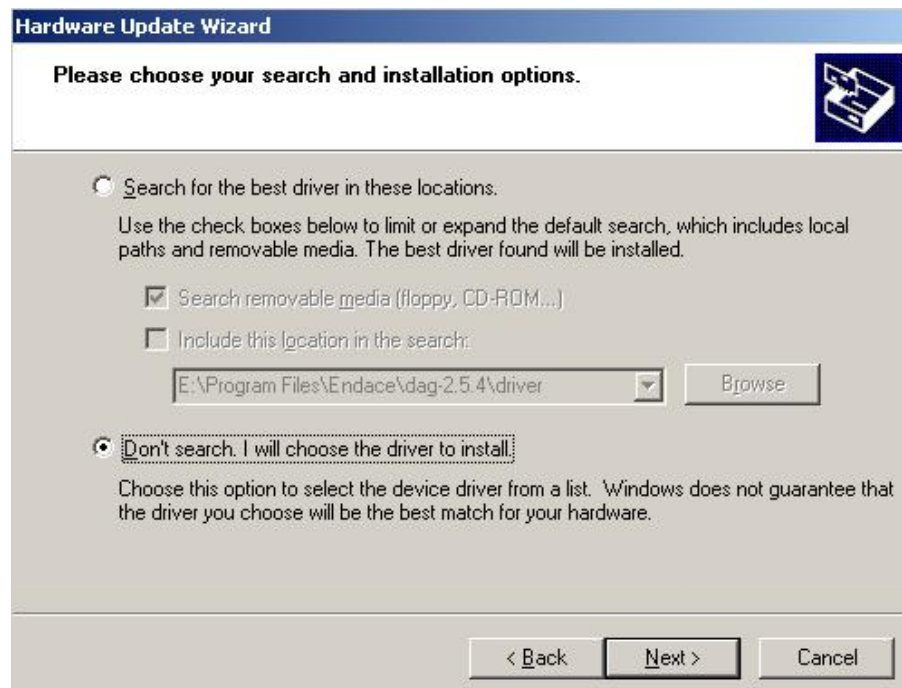 Hardware Update Wizard
Please choose your search and installation options.
Search for the best driver in these locations.
Use the check boxes below to limit or expand the default search, which includes local
paths and removable media. The best driver found will be installed.
Search removable media (floppy, CD-ROM...)
Include this location in the search:
E:\Program Files\Endace\dag-2.5.4\driver
Browse
Don't search. I will choose the driver to install.
Choose this option to select the device driver from a list.  Windows does not guarantee that
the driver you choose will be the best match for your hardware.
< Back
Next >
Cancel